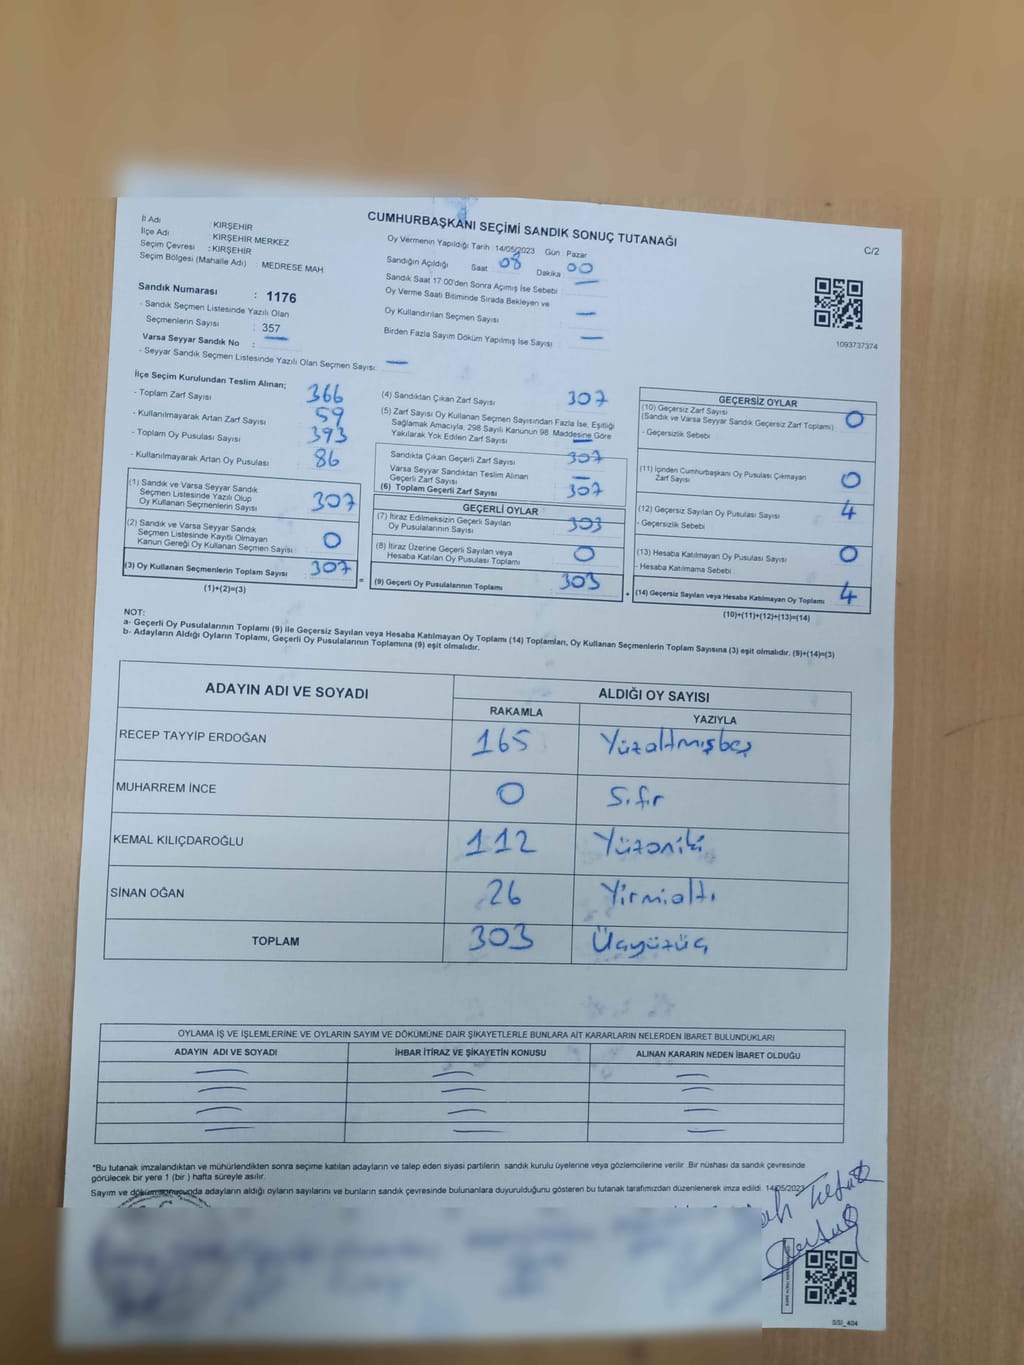 CUMHURBAŞKANI SEÇİMİ SANDIK SONUÇ TUTANAĞI
C/2
İl Adı : KIRŞEHİR
İlçe Adı : KIRŞEHİR MERKEZ
Seçim Çevresi : KIRŞEHİR
Seçim Bölgesi (Mahalle Adı) : MEDRESE MAH.
Sandık Numarası : 1176
- Sandık Seçmen Listesinde Yazılı Olan
Seçmenlerin Sayısı : 357
Varsa Seyyar Sandık No : —
- Seyyar Sandık Seçmen Listesinde Yazılı Olan Seçmen Sayısı: —
Oy Vermenin Yapıldığı Tarih : 14/05/2023 Gün : Pazar
Sandığın Açıldığı Saat 08 Dakika 00
Sandık Saat 17.00'den Sonra Açımış İse Sebebi : —
Oy Verme Saati Bitiminde Sırada Bekleyen ve
Oy Kullandırılan Seçmen Sayısı : —
Birden Fazla Sayım Döküm Yapılmış İse Sayısı : —
1093737374
İlçe Seçim Kurulundan Teslim Alınan;
- Toplam Zarf Sayısı 366
- Kullanılmayarak Artan Zarf Sayısı 59
- Toplam Oy Pusulası Sayısı 393
- Kullanılmayarak Artan Oy Pusulası 86
(1) Sandık ve Varsa Seyyar Sandık
Seçmen Listesinde Yazılı Olup
Oy Kullanan Seçmenlerin Sayısı 307
(2) Sandık ve Varsa Seyyar Sandık
Seçmen Listesinde Kayıtlı Olmayan
Kanun Gereği Oy Kullanan Seçmen Sayısı 0
(3) Oy Kullanan Seçmenlerin Toplam Sayısı 307
(1)+(2)=(3)
(4) Sandıktan Çıkan Zarf Sayısı 307
(5) Zarf Sayısı Oy Kullanan Seçmen Sayısından Fazla İse, Eşitliği
Sağlamak Amacıyla, 298 Sayılı Kanunun 98. Maddesine Göre
Yakılarak Yok Edilen Zarf Sayısı —
Sandıkta Çıkan Geçerli Zarf Sayısı 307
Varsa Seyyar Sandıktan Teslim Alınan
Geçerli Zarf Sayısı —
(6) Toplam Geçerli Zarf Sayısı 307
GEÇERLİ OYLAR
(7) İtiraz Edilmeksizin Geçerli Sayılan
Oy Pusulalarının Sayısı 303
(8) İtiraz Üzerine Geçerli Sayılan veya
Hesaba Katılan Oy Pusulası Toplamı 0
=
(9) Geçerli Oy Pusulalarının Toplamı 303
+
GEÇERSİZ OYLAR
(10) Geçersiz Zarf Sayısı 0
(Sandık ve Varsa Seyyar Sandık Geçersiz Zarf Toplamı)
- Geçersizlik Sebebi
(11) İçinden Cumhurbaşkanı Oy Pusulası Çıkmayan
Zarf Sayısı 0
(12) Geçersiz Sayılan Oy Pusulası Sayısı 4
- Geçersizlik Sebebi
(13) Hesaba Katılmayan Oy Pusulası Sayısı 0
- Hesaba Katılmama Sebebi
(14) Geçersiz Sayılan veya Hesaba Katılmayan Oy Toplamı 4
(10)+(11)+(12)+(13)=(14)
NOT:
a- Geçerli Oy Pusulalarının Toplamı (9) ile Geçersiz Sayılan veya Hesaba Katılmayan Oy Toplamı (14) Toplamları, Oy Kullanan Seçmenlerin Toplam Sayısına (3) eşit olmalıdır. (9)+(14)=(3)
b- Adayların Aldığı Oyların Toplamı, Geçerli Oy Pusulalarının Toplamına (9) eşit olmalıdır.
ADAYIN ADI VE SOYADI
ALDIĞI OY SAYISI
RAKAMLA YAZIYLA
RECEP TAYYİP ERDOĞAN 165 Yüzaltmışbeş
MUHARREM İNCE 0 Sıfır
KEMAL KILIÇDAROĞLU 112 Yüzoniki
SİNAN OĞAN 26 Yirmialtı
TOPLAM 303 Üçyüzüç
OYLAMA İŞ VE İŞLEMLERİNE VE OYLARIN SAYIM VE DÖKÜMÜNE DAİR ŞİKAYETLERLE BUNLARA AİT KARARLARIN NELERDEN İBARET BULUNDUKLARI
ADAYIN ADI VE SOYADI İHBAR İTİRAZ VE ŞİKAYETİN KONUSU ALINAN KARARIN NEDEN İBARET OLDUĞU
*Bu tutanak imzalandıktan ve mühürlendikten sonra seçime katılan adayların ve talep eden siyasi partilerin sandık kurulu üyelerine veya gözlemcilerine verilir. Bir nüshası da sandık çevresinde
görülecek bir yere 1 (bir) hafta süreyle asılır.
Sayım ve döküm sonucunda adayların aldığı oyların sayılarını ve bunların sandık çevresinde bulunanlara duyurulduğunu gösteren bu tutanak tarafımızdan düzenlenerek imza edildi. 14/05/2023
SSI_404